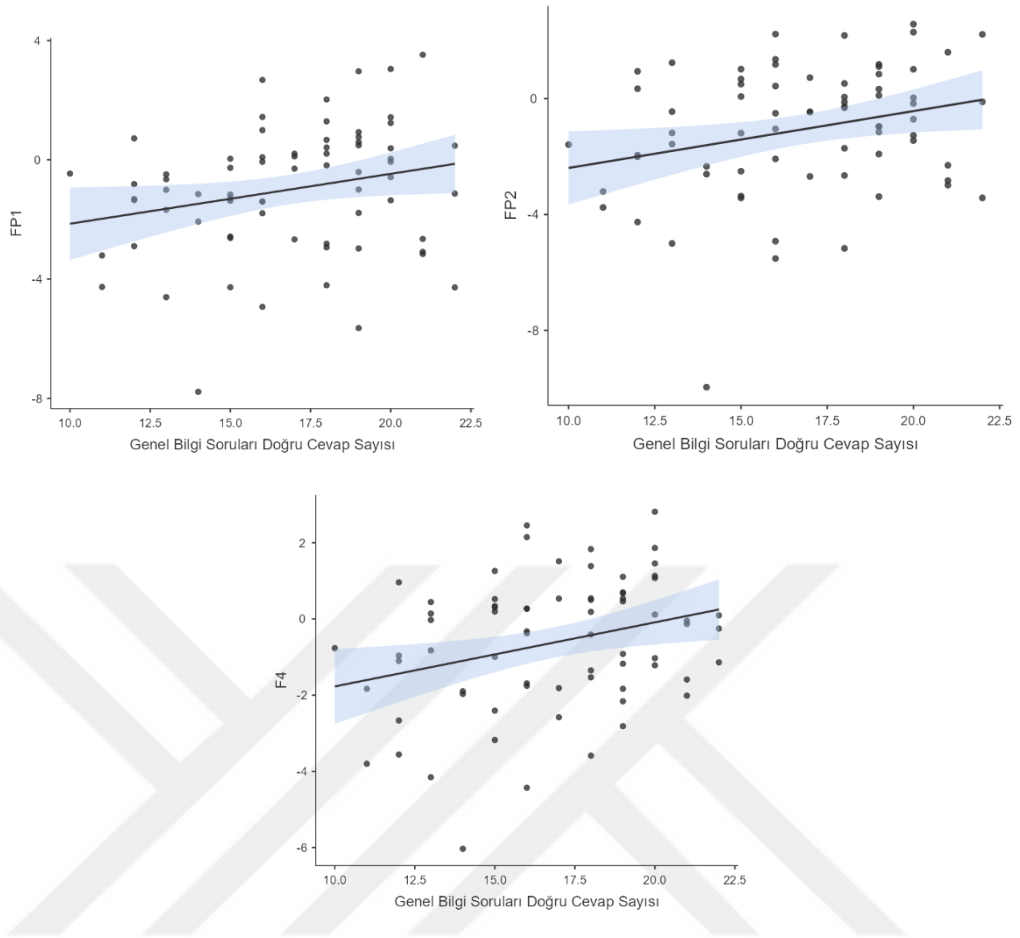 4
0
-4
-8
FP1
10.0 12.5 15.0 17.5 20.0 22.5
Genel Bilgi Soruları Doğru Cevap Sayısı
0
-4
-8
FP2
10.0 12.5 15.0 17.5 20.0 22.5
Genel Bilgi Soruları Doğru Cevap Sayısı
2
0
-2
-4
-6
F4
10.0 12.5 15.0 17.5 20.0 22.5
Genel Bilgi Soruları Doğru Cevap Sayısı